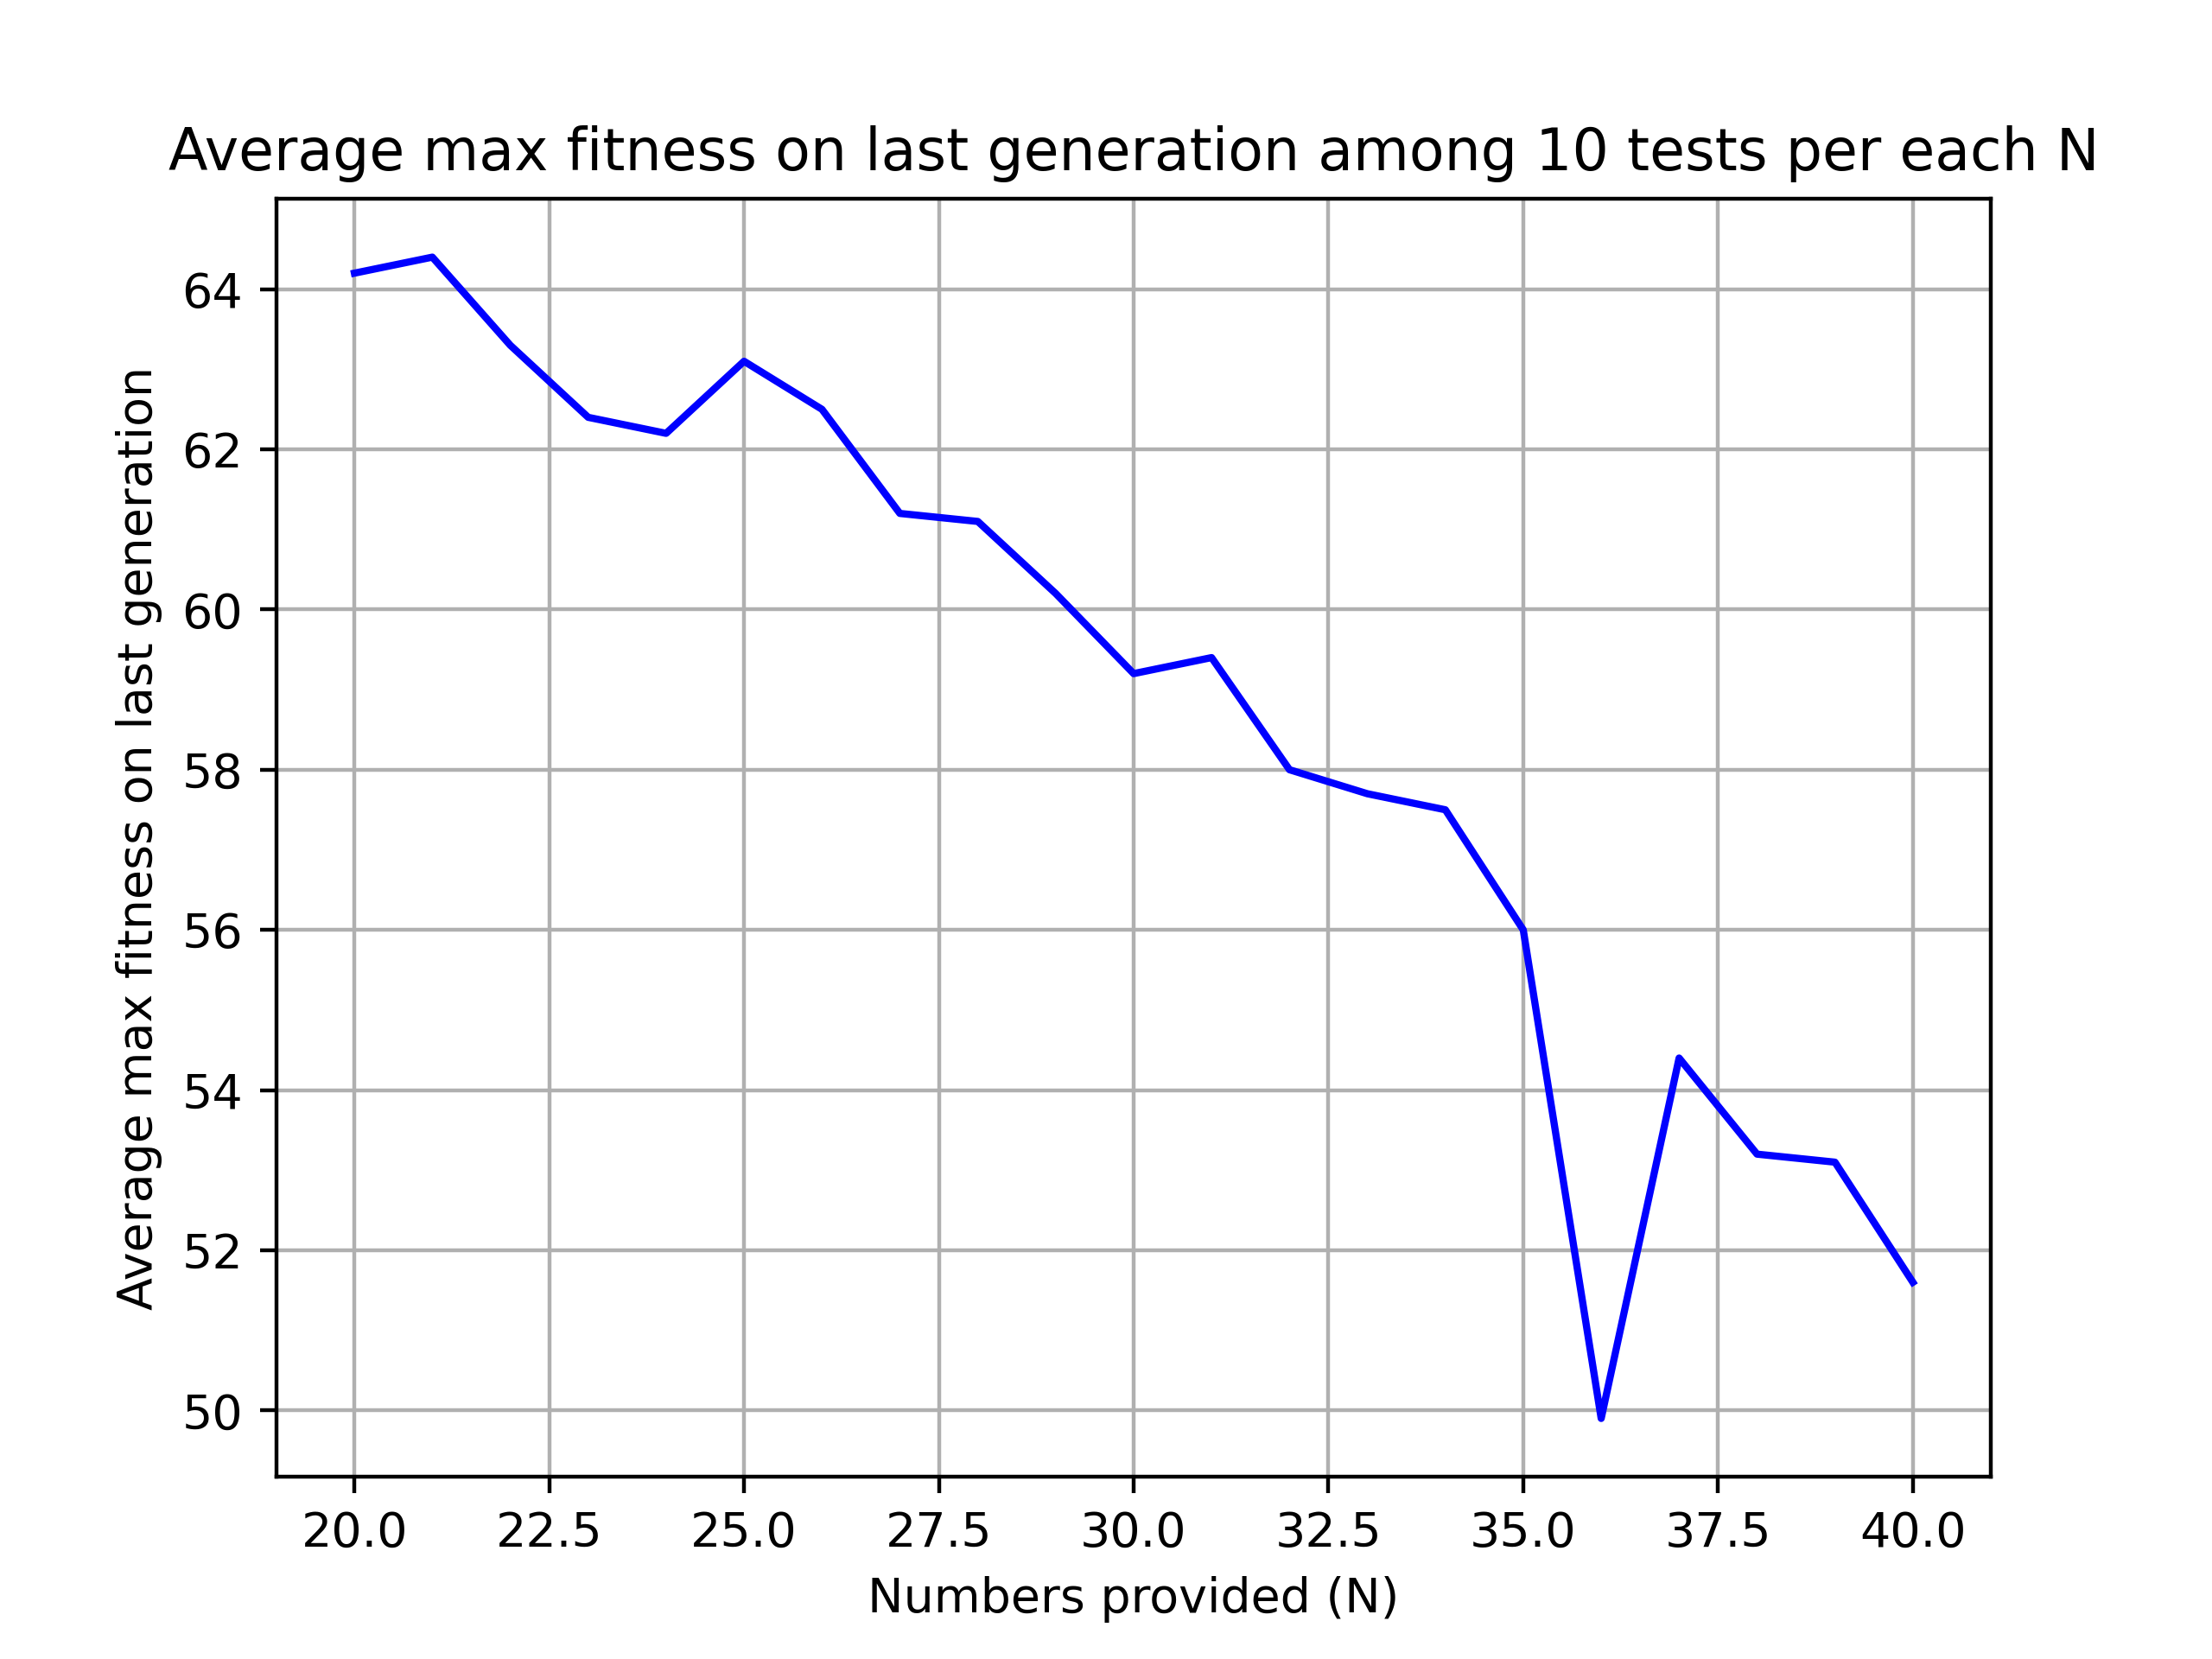 Average max fitness on last generation among 10 tests per each N
Average max fitness on last generation
64
62
60
58
56
54
52
50
20.0 22.5 25.0 27.5 30.0 32.5 35.0 37.5 40.0
Numbers provided (N)